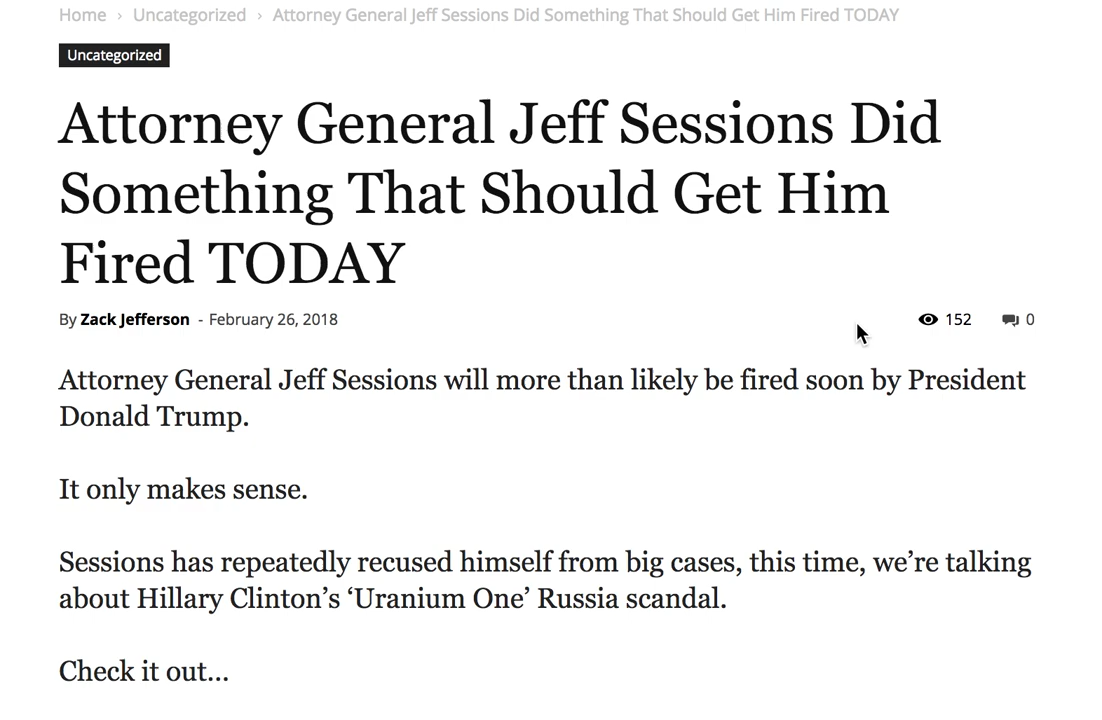 Home › Uncategorized › Attorney General Jeff Sessions Did Something That Should Get Him Fired TODAY
Uncategorized
Attorney General Jeff Sessions Did
Something That Should Get Him
Fired TODAY
By Zack Jefferson - February 26, 2018 152 0
Attorney General Jeff Sessions will more than likely be fired soon by President
Donald Trump.
It only makes sense.
Sessions has repeatedly recused himself from big cases, this time, we’re talking
about Hillary Clinton’s ‘Uranium One’ Russia scandal.
Check it out…